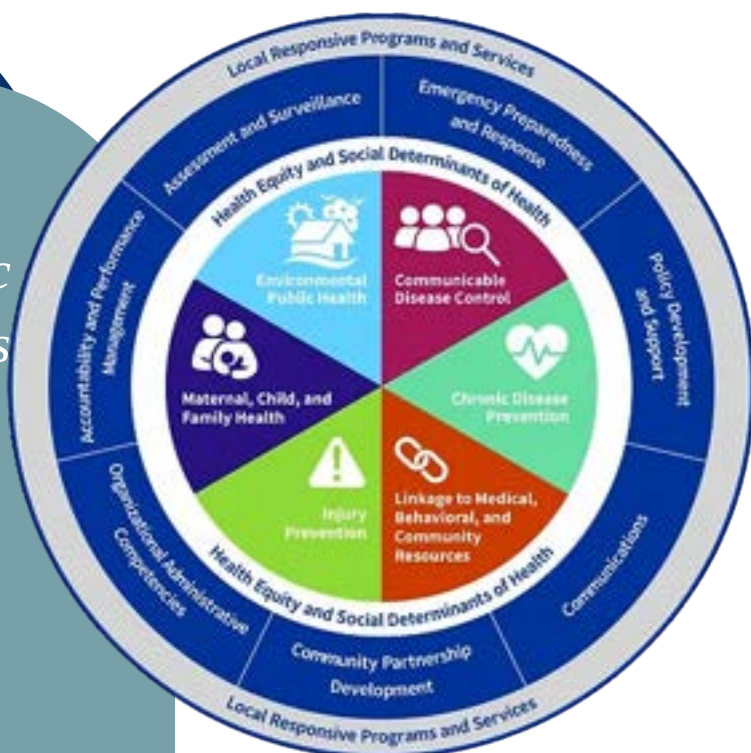 Local Responsive Programs and Services
Assessment and Surveillance
Emergency Preparedness
and Response
Policy Development
and Support
Communications
Community Partnership
Development
Organizational Administrative
Competencies
Accountability and Performance
Management
Health Equity and Social Determinants of Health
Environmental
Public Health
Communicable
Disease Control
Chronic Disease
Prevention
Linkage to Medical,
Behavioral, and
Community
Resources
Injury
Prevention
Maternal, Child, and
Family Health
Health Equity and Social Determinants of Health
Local Responsive Programs and Services
c
s